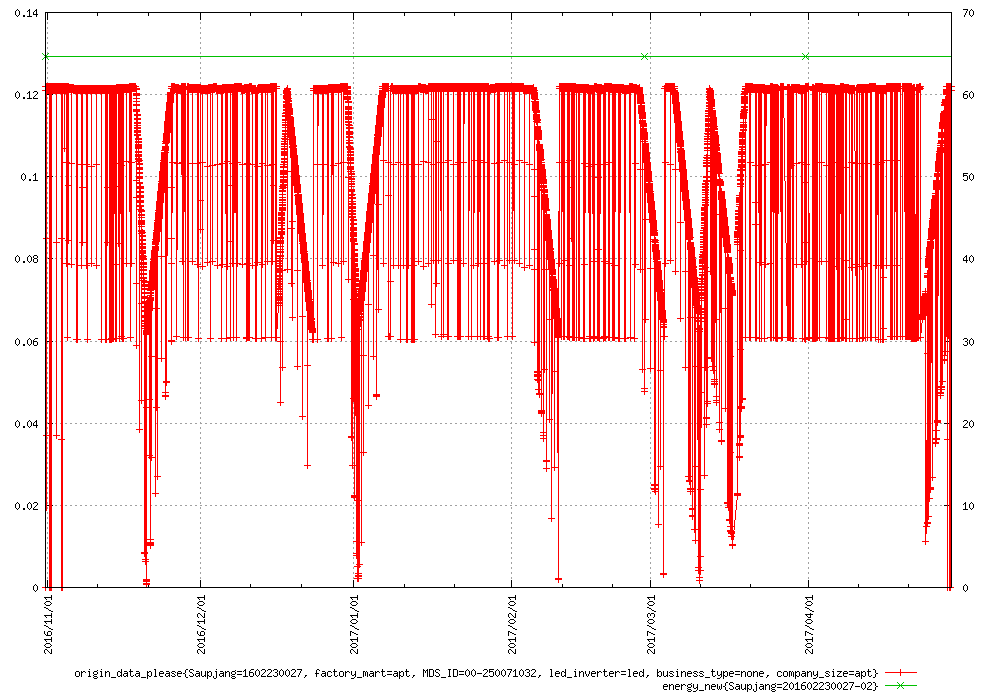 0.14 70
0.12 60
0.1 50
0.08 40
0.06 30
0.04 20
0.02 10
0 0
2016/11/01 2016/12/01 2017/01/01 2017/02/01 2017/03/01 2017/04/01
origin_data_please{Saupjang=1602230027, factory_mart=apt, MDS_ID=00-250071032, led_inverter=led, business_type=none, company_size=apt}
energy_new{Saupjang=201602230027-02}